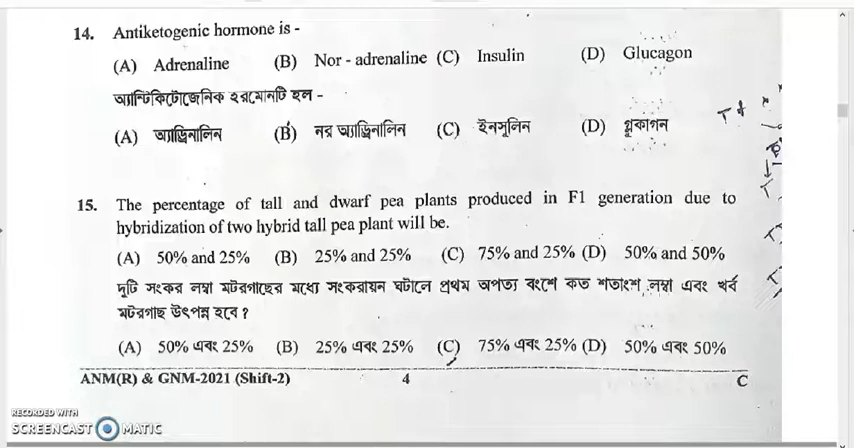 14. Antiketogenic hormone is -
(A) Adrenaline (B) Nor - adrenaline (C) Insulin (D) Glucagon
অ্যান্টিকিটোজেনিক হরমোনটি হল -
(A) অ্যাড্রিনালিন (B) নর অ্যাড্রিনালিন (C) ইনসুলিন (D) গ্লুকাগন
15. The percentage of tall and dwarf pea plants produced in F1 generation due to
hybridization of two hybrid tall pea plant will be.
(A) 50% and 25% (B) 25% and 25% (C) 75% and 25% (D) 50% and 50%
দুটি সংকর লম্বা মটরগাছের মধ্যে সংকরায়ন ঘটালে প্রথম অপত্য বংশে কত শতাংশ লম্বা এবং খর্ব
মটরগাছ উৎপন্ন হবে ?
(A) 50% এবং 25% (B) 25% এবং 25% (C) 75% এবং 25% (D) 50% এবং 50%
ANM(R) & GNM-2021 (Shift-2) 4 C
RECORDED WITH
SCREENCAST MATIC